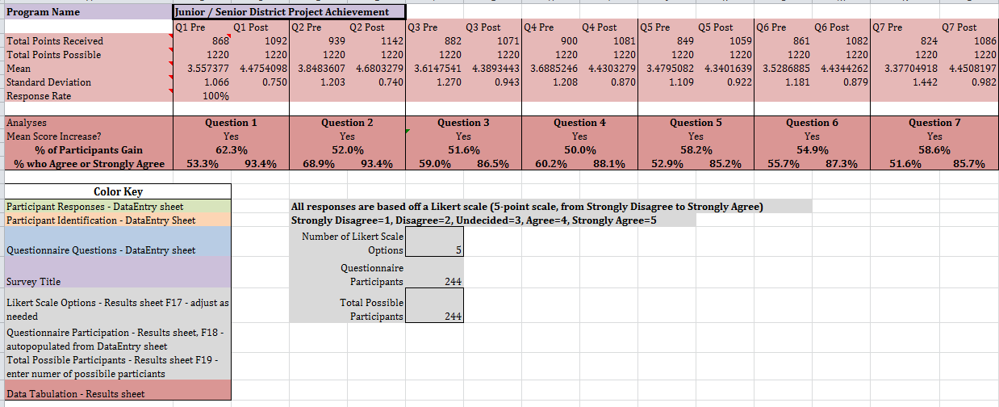 Program Name Junior / Senior District Project Achievement
Q1 Pre Q1 Post Q2 Pre Q2 Post Q3 Pre Q3 Post Q4 Pre Q4 Post Q5 Pre Q5 Post Q6 Pre Q6 Post Q7 Pre Q7 Post
Total Points Received 868 1092 939 1142 882 1071 900 1081 849 1059 861 1082 824 1086
Total Points Possible 1220 1220 1220 1220 1220 1220 1220 1220 1220 1220 1220 1220 1220 1220
Mean 3.557377 4.4754098 3.8483607 4.6803279 3.6147541 4.3893443 3.6885246 4.4303279 3.4795082 4.3401639 3.5286885 4.4344262 3.37704918 4.4508197
Standard Deviation 1.066 0.750 1.203 0.740 1.270 0.943 1.208 0.870 1.109 0.922 1.181 0.879 1.442 0.982
Response Rate 100%
Analyses Question 1 Question 2 Question 3 Question 4 Question 5 Question 6 Question 7
Mean Score Increase? Yes Yes Yes Yes Yes Yes Yes
% of Participants Gain 62.3% 52.0% 51.6% 50.0% 58.2% 54.9% 58.6%
% who Agree or Strongly Agree 53.3% 93.4% 68.9% 93.4% 59.0% 86.5% 60.2% 88.1% 52.9% 85.2% 55.7% 87.3% 51.6% 85.7%
Color Key
Participant Responses - DataEntry sheet
Participant Identification - DataEntry Sheet
Questionnaire Questions - DataEntry sheet
Survey Title
Likert Scale Options - Results sheet F17 - adjust as
needed
Questionnaire Participation - Results sheet, F18 -
autopopulated from DataEntry sheet
Total Possible Participants - Results sheet F19 -
enter numer of possibile particiants
Data Tabulation - Results sheet
All responses are based off a Likert scale (5-point scale, from Strongly Disagree to Strongly Agree)
Strongly Disagree=1, Disagree=2, Undecided=3, Agree=4, Strongly Agree=5
Number of Likert Scale
Options 5
Questionnaire
Participants 244
Total Possible
Participants 244